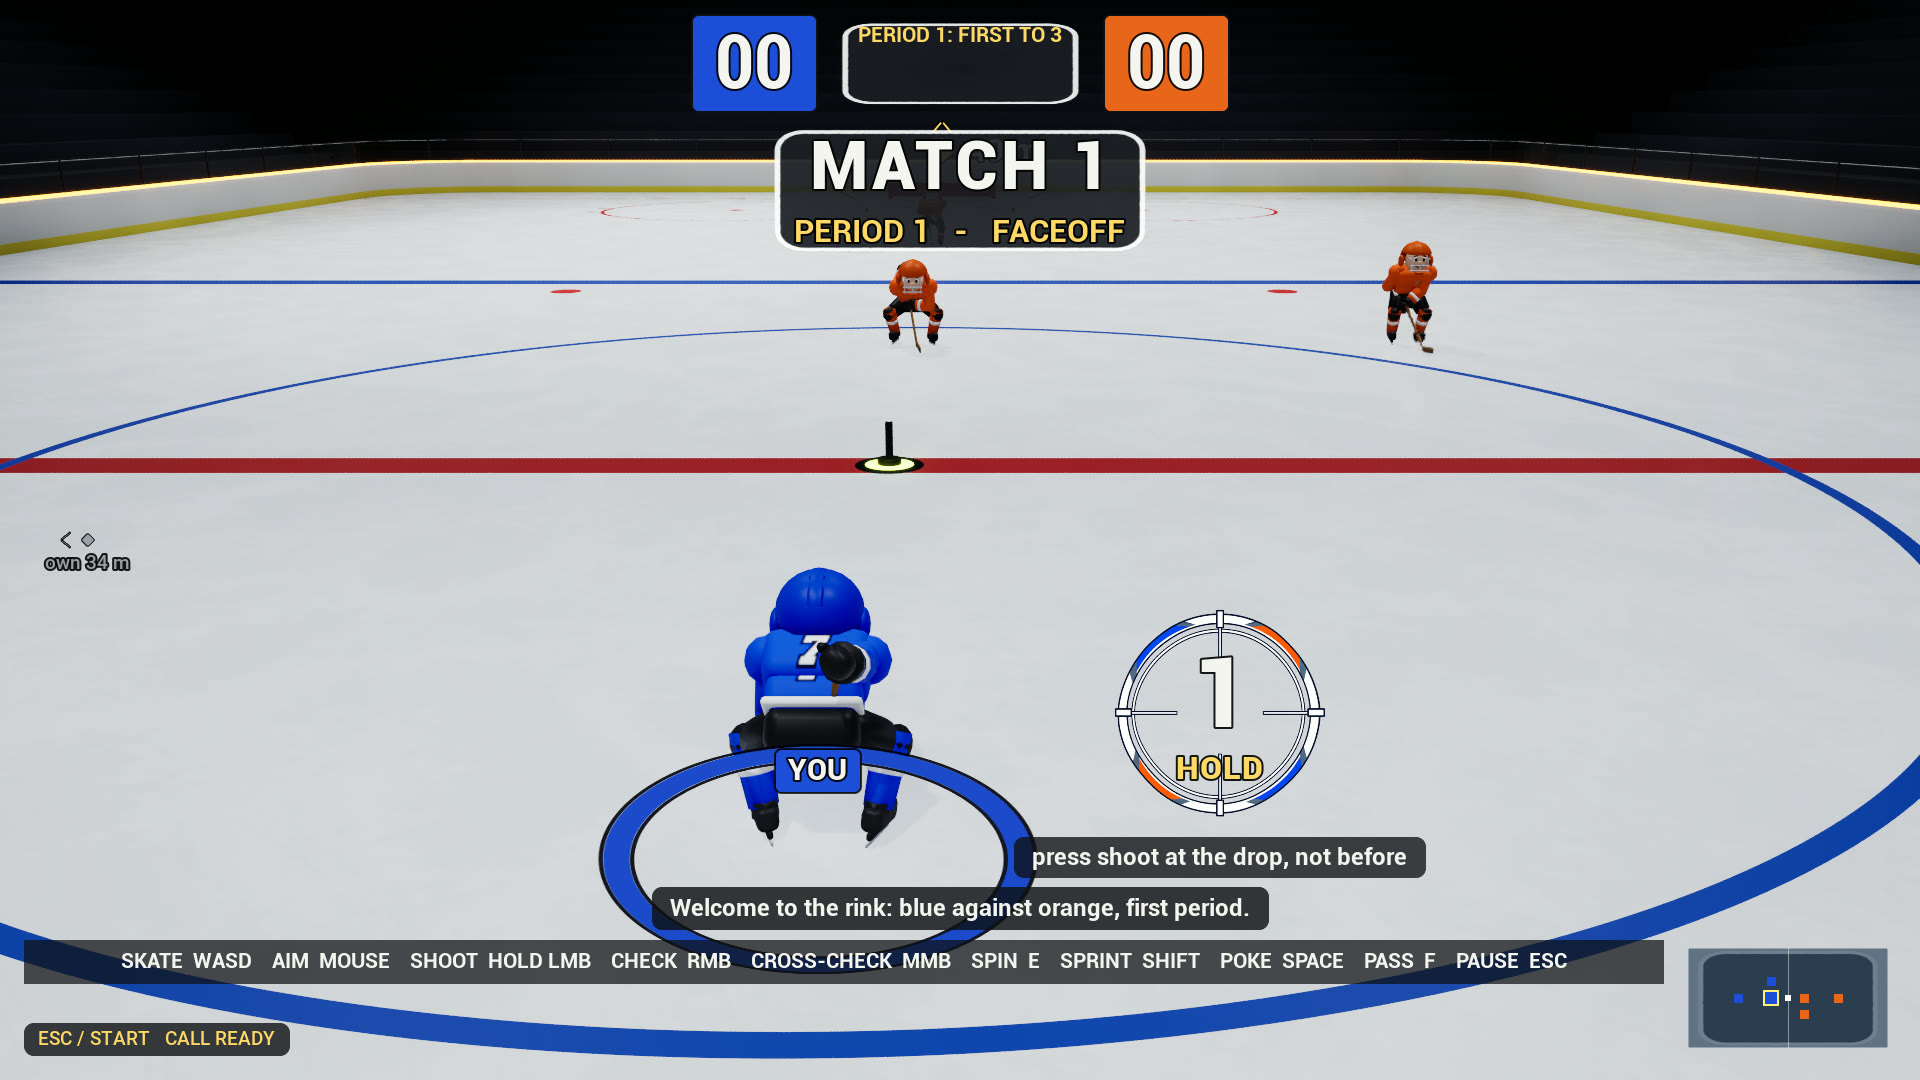 00
PERIOD 1: FIRST TO 3
00
MATCH 1
PERIOD 1 - FACEOFF
own 34 m
7
1
HOLD
YOU
press shoot at the drop, not before
Welcome to the rink: blue against orange, first period.
SKATE WASD AIM MOUSE SHOOT HOLD LMB CHECK RMB CROSS-CHECK MMB SPIN E SPRINT SHIFT POKE SPACE PASS F PAUSE ESC
ESC / START CALL READY